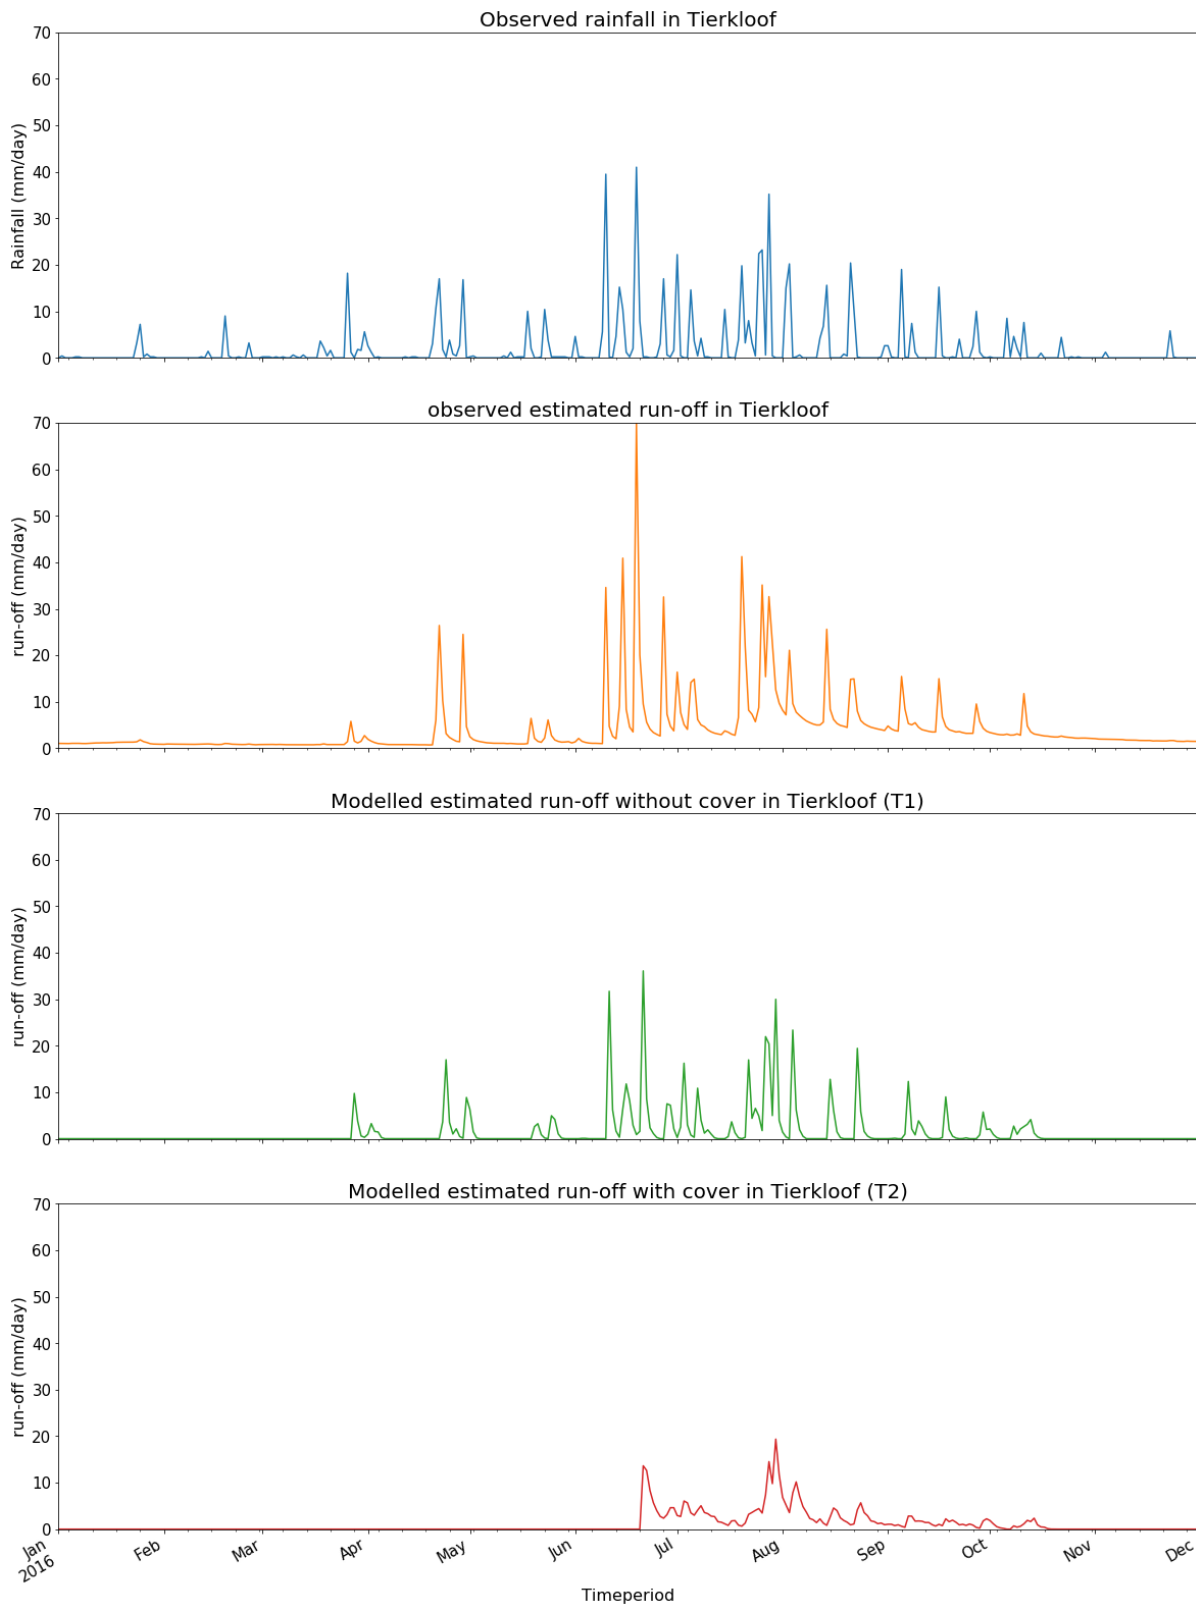 Observed rainfall in Tierkloof
70
60
50
40
30
20
10
0
Rainfall (mm/day)
observed estimated run-off in Tierkloof
70
60
50
40
30
20
10
0
run-off (mm/day)
Modelled estimated run-off without cover in Tierkloof (T1)
70
60
50
40
30
20
10
0
run-off (mm/day)
Modelled estimated run-off with cover in Tierkloof (T2)
70
60
50
40
30
20
10
0
run-off (mm/day)
Jan
2016
Feb
Mar
Apr
May
Jun
Jul
Aug
Sep
Oct
Nov
Dec
Timeperiod